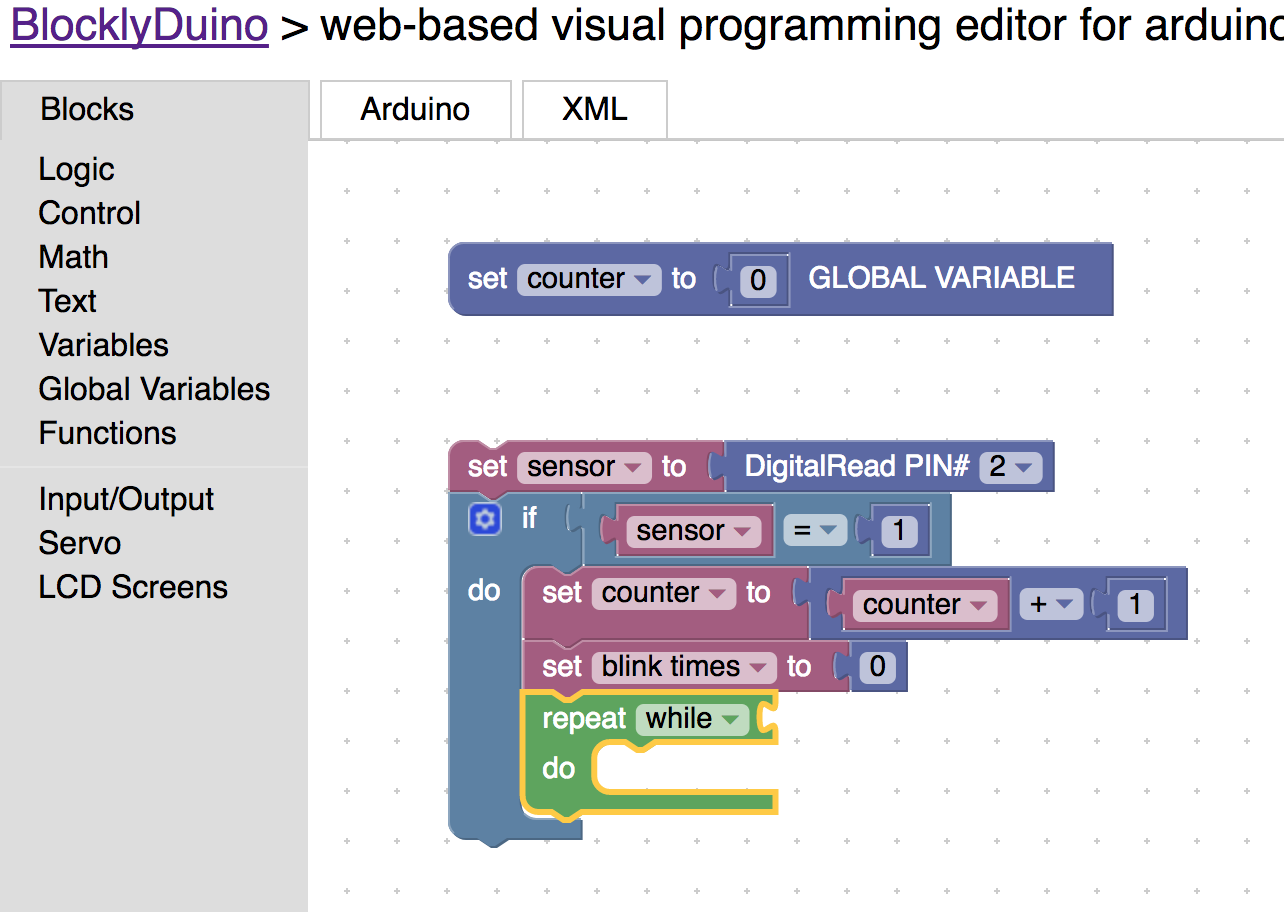 BlocklyDuino > web-based visual programming editor for arduino
Blocks
Arduino
XML
Logic
Control
Math
Text
Variables
Global Variables
Functions
Input/Output
Servo
LCD Screens
set counter to 0 GLOBAL VARIABLE
set sensor to DigitalRead PIN# 2
if sensor = 1
do set counter to counter + 1
set blink times to 0
repeat while
do